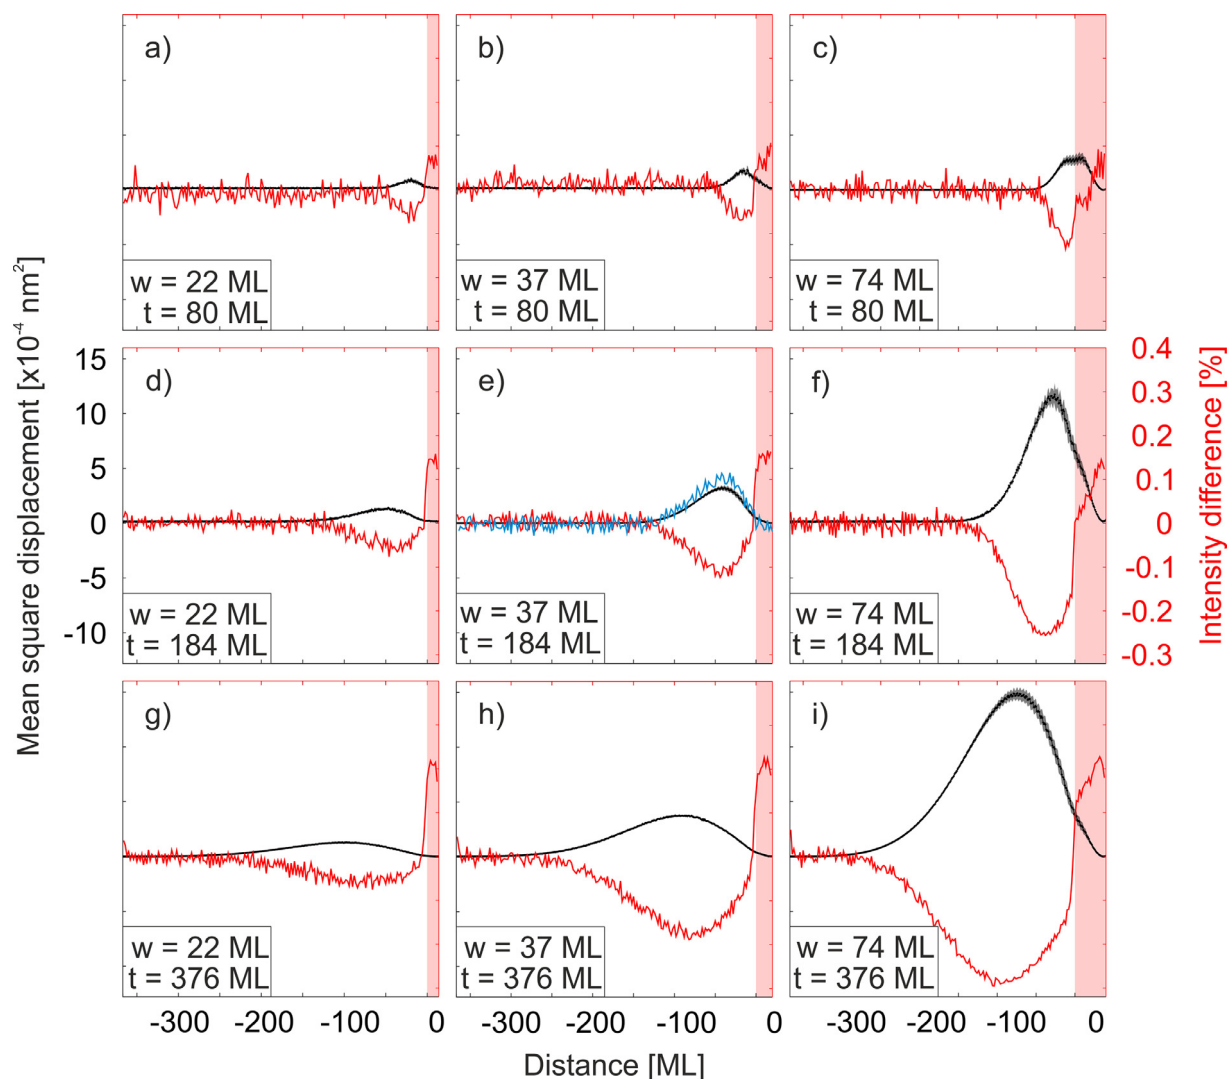 a)
b)
c)
w = 22 ML
t = 80 ML
w = 37 ML
t = 80 ML
w = 74 ML
t = 80 ML
Mean square displacement [x10⁻⁴ nm²]
15
10
5
0
-5
-10
d)
e)
f)
w = 22 ML
t = 184 ML
w = 37 ML
t = 184 ML
w = 74 ML
t = 184 ML
0.4
0.3
0.2
0.1
0
-0.1
-0.2
-0.3
Intensity difference [%]
g)
h)
i)
w = 22 ML
t = 376 ML
w = 37 ML
t = 376 ML
w = 74 ML
t = 376 ML
-300 -200 -100 0
-300 -200 -100 0
-300 -200 -100 0
Distance [ML]